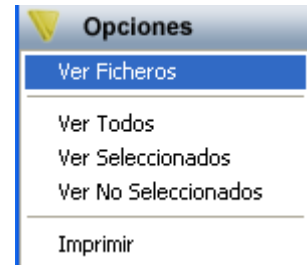 Opciones
Ver Ficheros
Ver Todos
Ver Seleccionados
Ver No Seleccionados
Imprimir